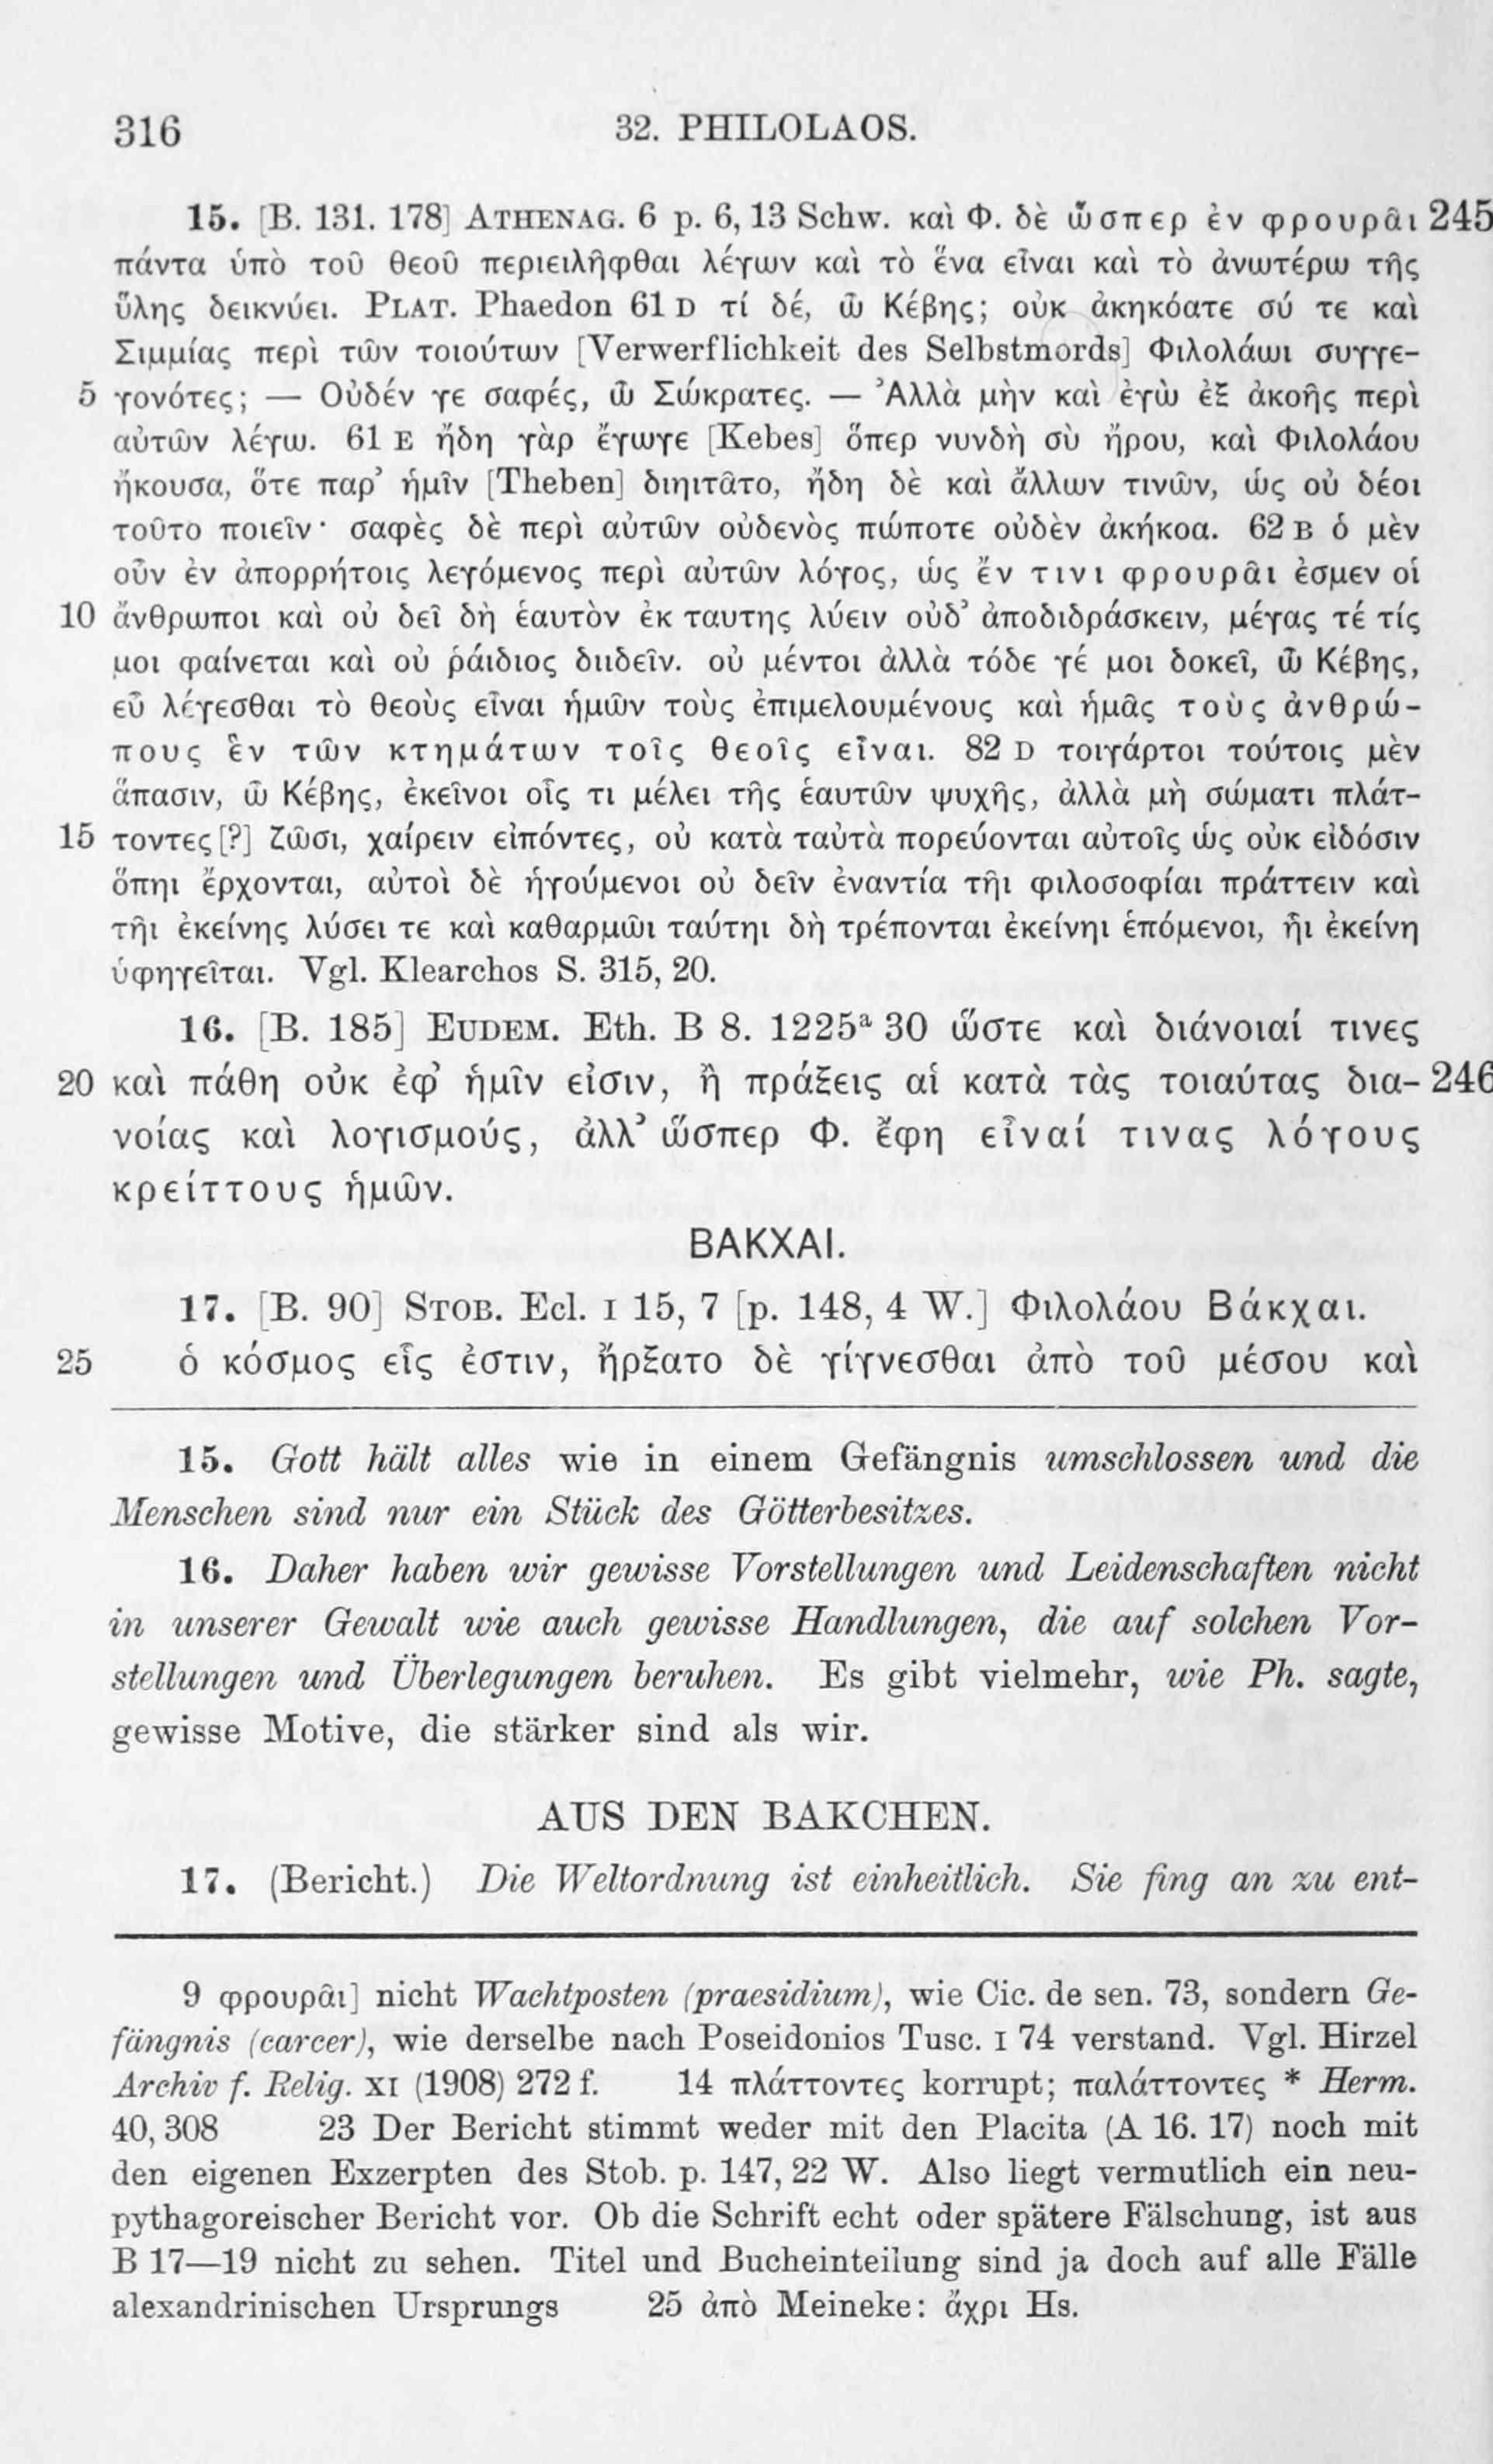 316 32. PHILOLAOS.
15. [B. 131. 178] ATHENAG. 6 p. 6, 13 Schw. καὶ Φ. δὲ ὥσπερ ἐν φρουρᾶι 245
πάντα ὑπὸ τοῦ θεοῦ περιειλῆφθαι λέγων καὶ τὸ ἕνα εἶναι καὶ τὸ ἀνωτέρω τῆς
ὕλης δεικνύει. PLAT. Phaedon 61 D τί δέ, ὦ Κέβης; οὐκ ἀκηκόατε σύ τε καὶ
Σιμμίας περὶ τῶν τοιούτων [Verwerflichkeit des Selbstmords] Φιλολάωι συγγε-
5 γονότες; — Οὐδέν γε σαφές, ὦ Σώκρατες. — Ἀλλὰ μὴν καὶ ἐγὼ ἐξ ἀκοῆς περὶ
αὐτῶν λέγω. 61 E ἤδη γὰρ ἔγωγε [Kebes] ὅπερ νυνδὴ σὺ ἤρου, καὶ Φιλολάου
ἤκουσα, ὅτε παρ’ ἡμῖν [Theben] διηιτᾶτο, ἤδη δὲ καὶ ἄλλων τινῶν, ὡς οὐ δέοι
τοῦτο ποιεῖν· σαφὲς δὲ περὶ αὐτῶν οὐδενὸς πώποτε οὐδὲν ἀκήκοα. 62 B ὁ μὲν
οὖν ἐν ἀπορρήτοις λεγόμενος περὶ αὐτῶν λόγος, ὡς ἔν τινι φρουρᾶι ἐσμεν οἱ
10 ἄνθρωποι καὶ οὐ δεῖ δὴ ἑαυτὸν ἐκ ταυτης λύειν οὐδ’ ἀποδιδράσκειν, μέγας τέ τίς
μοι φαίνεται καὶ οὐ ῥάιδιος διιδεῖν. οὐ μέντοι ἀλλὰ τόδε γέ μοι δοκεῖ, ὦ Κέβης,
εὖ λέγεσθαι τὸ θεοὺς εἶναι ἡμῶν τοὺς ἐπιμελουμένους καὶ ἡμᾶς τοὺς ἀνθρώ-
πους ἓν τῶν κτημάτων τοῖς θεοῖς εἶναι. 82 D τοιγάρτοι τούτοις μὲν
ἅπασιν, ὦ Κέβης, ἐκεῖνοι οἷς τι μέλει τῆς ἑαυτῶν ψυχῆς, ἀλλὰ μὴ σώματι πλάτ-
15 τοντες [?] ζῶσι, χαίρειν εἰπόντες, οὐ κατὰ ταὐτὰ πορεύονται αὐτοῖς ὡς οὐκ εἰδόσιν
ὅπηι ἔρχονται, αὐτοὶ δὲ ἡγούμενοι οὐ δεῖν ἐναντία τῆι φιλοσοφίαι πράττειν καὶ
τῆι ἐκείνης λύσει τε καὶ καθαρμῶι ταύτηι δὴ τρέπονται ἐκείνηι ἑπόμενοι, ἧι ἐκείνη
ὑφηγεῖται. Vgl. Klearchos S. 315, 20.
16. [B. 185] EUDEM. Eth. B 8. 1225ᵃ 30 ὥστε καὶ διάνοιαί τινες
20 καὶ πάθη οὐκ ἐφ’ ἡμῖν εἰσιν, ἢ πράξεις αἱ κατὰ τὰς τοιαύτας δια- 246
νοίας καὶ λογισμούς, ἀλλ’ ὥσπερ Φ. ἔφη εἶναί τινας λόγους
κρείττους ἡμῶν.
ΒΑΚΧΑΙ.
17. [B. 90] STOB. Ecl. I 15, 7 [p. 148, 4 W.] Φιλολάου Βάκχαι.
25 ὁ κόσμος εἷς ἐστιν, ἤρξατο δὲ γίγνεσθαι ἀπὸ τοῦ μέσου καὶ
15. Gott hält alles wie in einem Gefängnis umschlossen und die
Menschen sind nur ein Stück des Götterbesitzes.
16. Daher haben wir gewisse Vorstellungen und Leidenschaften nicht
in unserer Gewalt wie auch gewisse Handlungen, die auf solchen Vor-
stellungen und Überlegungen beruhen. Es gibt vielmehr, wie Ph. sagte,
gewisse Motive, die stärker sind als wir.
AUS DEN BAKCHEN.
17. (Bericht.) Die Weltordnung ist einheitlich. Sie fing an zu ent-
9 φρουρᾶι] nicht Wachtposten (praesidium), wie Cic. de sen. 73, sondern Ge-
fängnis (carcer), wie derselbe nach Poseidonios Tusc. I 74 verstand. Vgl. Hirzel
Archiv f. Relig. XI (1908) 272 f. 14 πλάττοντες korrupt; παλάττοντες * Herm.
40, 308 23 Der Bericht stimmt weder mit den Placita (A 16. 17) noch mit
den eigenen Exzerpten des Stob. p. 147, 22 W. Also liegt vermutlich ein neu-
pythagoreischer Bericht vor. Ob die Schrift echt oder spätere Fälschung, ist aus
B 17—19 nicht zu sehen. Titel und Bucheinteilung sind ja doch auf alle Fälle
alexandrinischen Ursprungs 25 ἀπὸ Meineke: ἄχρι Hs.